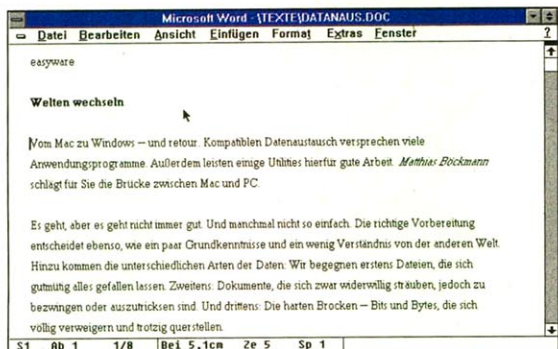 Microsoft Word - \TEXTE\DATANAUS.DOC
Datei Bearbeiten Ansicht Einfügen Format Extras Fenster ?
easyware
Welten wechseln
Vom Mac zu Windows – und retour. Kompatiblen Datenaustausch versprechen viele
Anwendungsprogramme. Außerdem leisten einige Utilities hierfür gute Arbeit. Matthias Böckmann
schlägt für Sie die Brücke zwischen Mac und PC.
Es geht, aber es geht nicht immer gut. Und manchmal nicht so einfach. Die richtige Vorbereitung
entscheidet ebenso, wie ein paar Grundkenntnisse und ein wenig Verständnis von der anderen Welt.
Hinzu kommen die unterschiedlichen Arten der Daten: Wir begegnen erstens Dateien, die sich
gutmütig alles gefallen lassen. Zweitens: Dokumente, die sich zwar widerwillig sträuben, jedoch zu
bezwingen oder auszutricksen sind. Und drittens: Die harten Brocken – Bits und Bytes, die sich
völlig verweigern und trotzig querstellen.
S1 Ab 1 1/8 Bei 5,1cm Ze 5 Sp 1